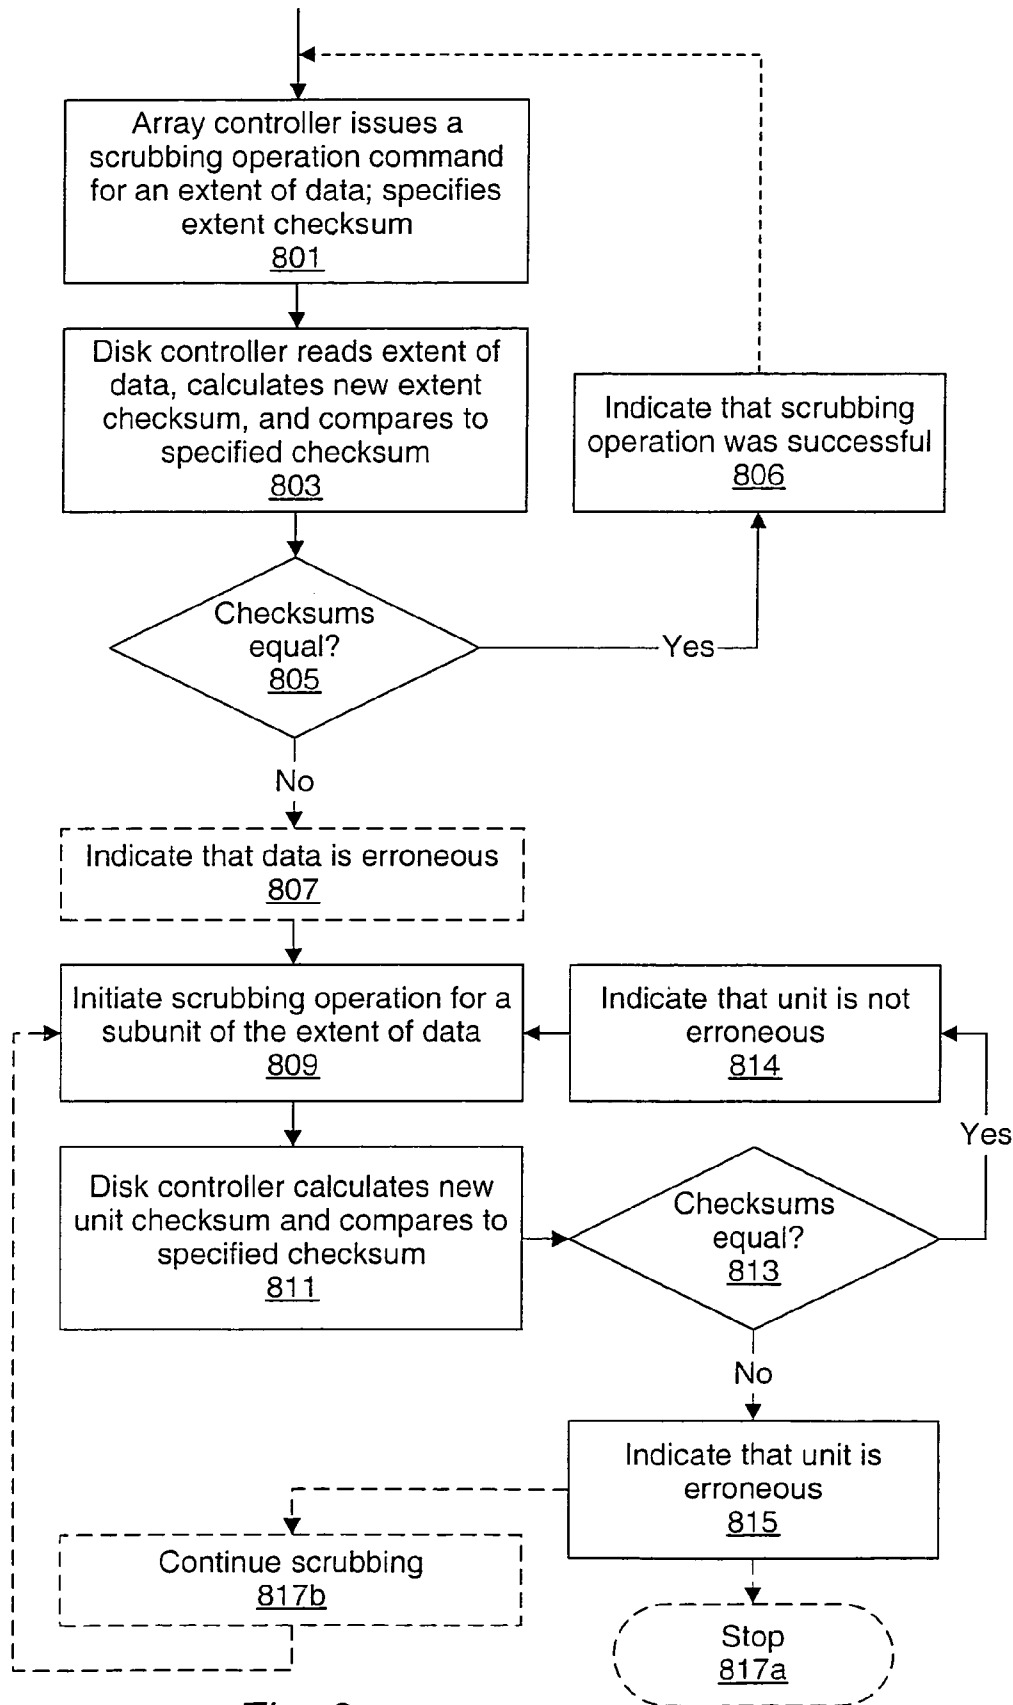 Array controller issues a
scrubbing operation command
for an extent of data; specifies
extent checksum
801
Disk controller reads extent of
data, calculates new extent
checksum, and compares to
specified checksum
803
Indicate that scrubbing
operation was successful
806
Checksums
equal?
805
Yes
No
Indicate that data is erroneous
807
Initiate scrubbing operation for a
subunit of the extent of data
809
Indicate that unit is not
erroneous
814
Yes
Disk controller calculates new
unit checksum and compares to
specified checksum
811
Checksums
equal?
813
No
Indicate that unit is
erroneous
815
Continue scrubbing
817b
Stop
817a